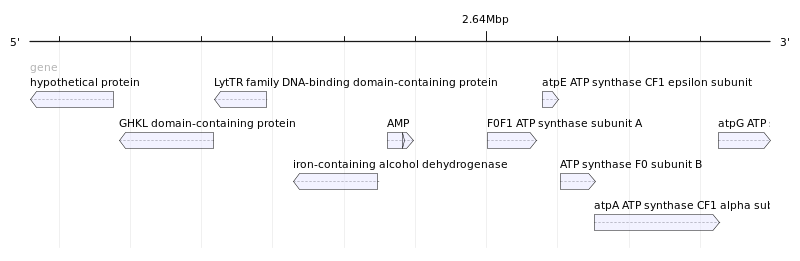 2.64Mbp
5' 3'
gene
hypothetical protein LytTR family DNA-binding domain-containing protein atpE ATP synthase CF1 epsilon subunit
GHKL domain-containing protein AMP F0F1 ATP synthase subunit A atpG ATP
iron-containing alcohol dehydrogenase ATP synthase F0 subunit B
atpA ATP synthase CF1 alpha sub